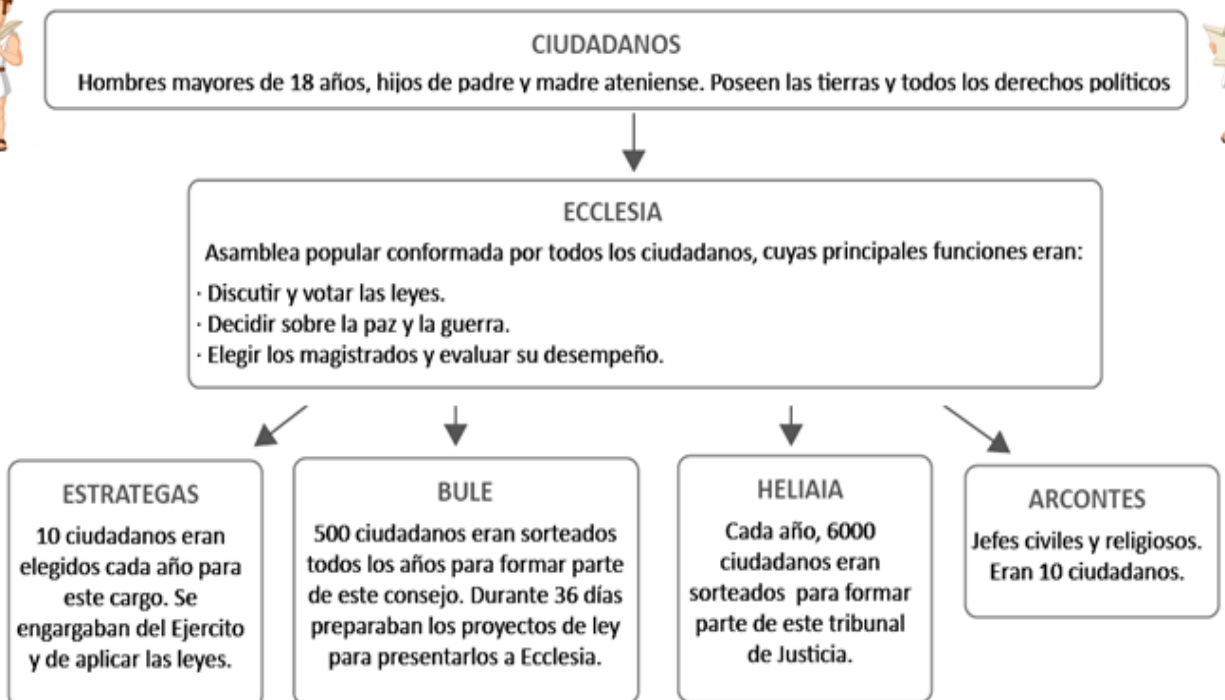 CIUDADANOS
Hombres mayores de 18 años, hijos de padre y madre ateniense. Poseen las tierras y todos los derechos políticos
ECCLESIA
Asamblea popular conformada por todos los ciudadanos, cuyas principales funciones eran:
· Discutir y votar las leyes.
· Decidir sobre la paz y la guerra.
· Elegir los magistrados y evaluar su desempeño.
ESTRATEGAS
10 ciudadanos eran
elegidos cada año para
este cargo. Se
engargaban del Ejercito
y de aplicar las leyes.
BULE
500 ciudadanos eran sorteados
todos los años para formar parte
de este consejo. Durante 36 días
preparaban los proyectos de ley
para presentarlos a Ecclesia.
HELIAIA
Cada año, 6000
ciudadanos eran
sorteados para formar
parte de este tribunal
de Justicia.
ARCONTES
Jefes civiles y religiosos.
Eran 10 ciudadanos.